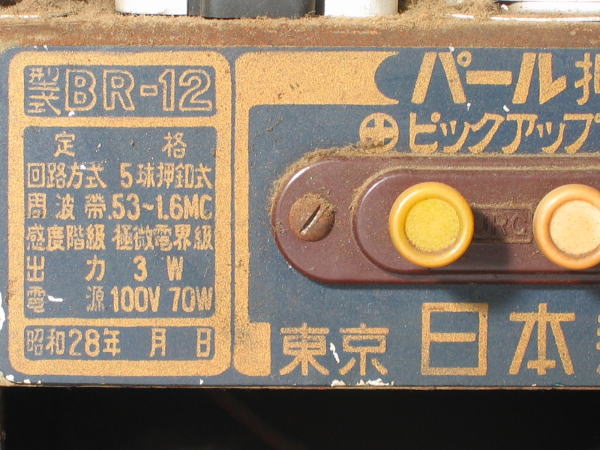 型式 BR-12
定格
回路方式 5球押釦式
周波帯 .53~1.6MC
感度階級 極微電界級
出力 3W
電源 100V 70W
昭和28年 月 日
パール押
⊕ピックアップ
JRC
東京 日本